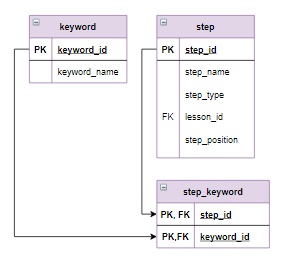 keyword
PK keyword_id
keyword_name
step
PK step_id
step_name
step_type
FK lesson_id
step_position
step_keyword
PK, FK step_id
PK,FK keyword_id